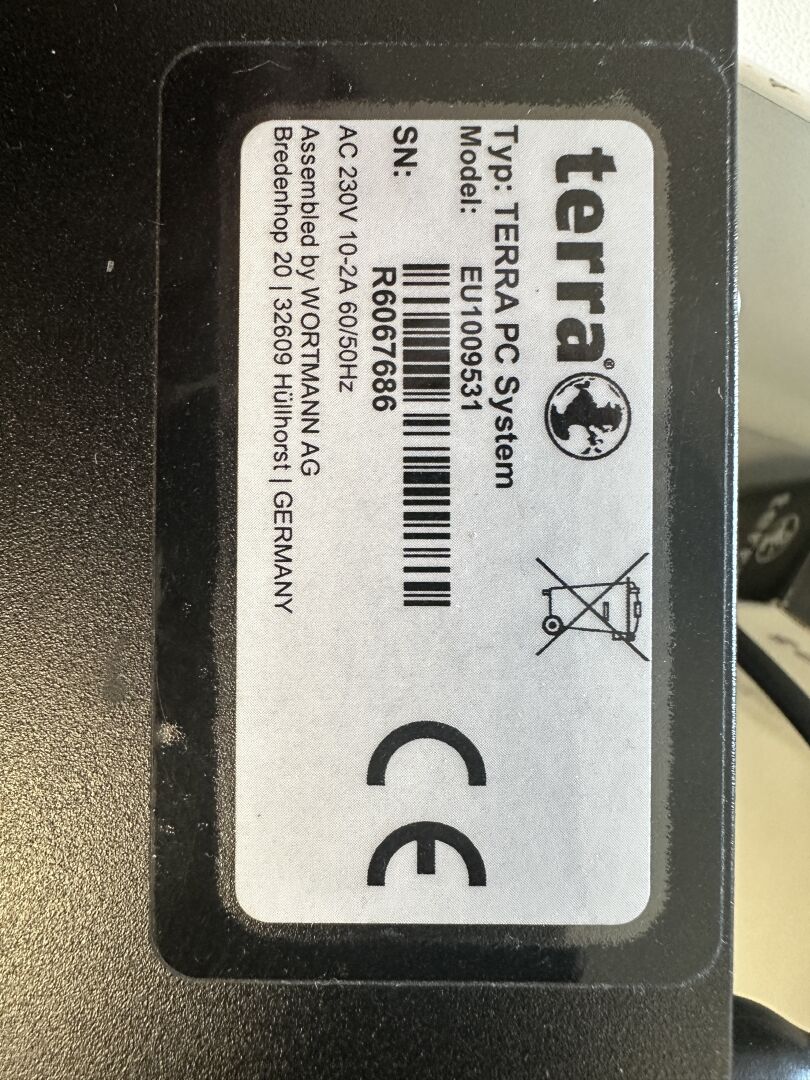 terra®
Typ: TERRA PC System
Model: EU1009531
SN:
R6067686
AC 230V 10-2A 60/50Hz
Assembled by WORTMANN AG
Bredenhop 20 | 32609 Hüllhorst | GERMANY
CE